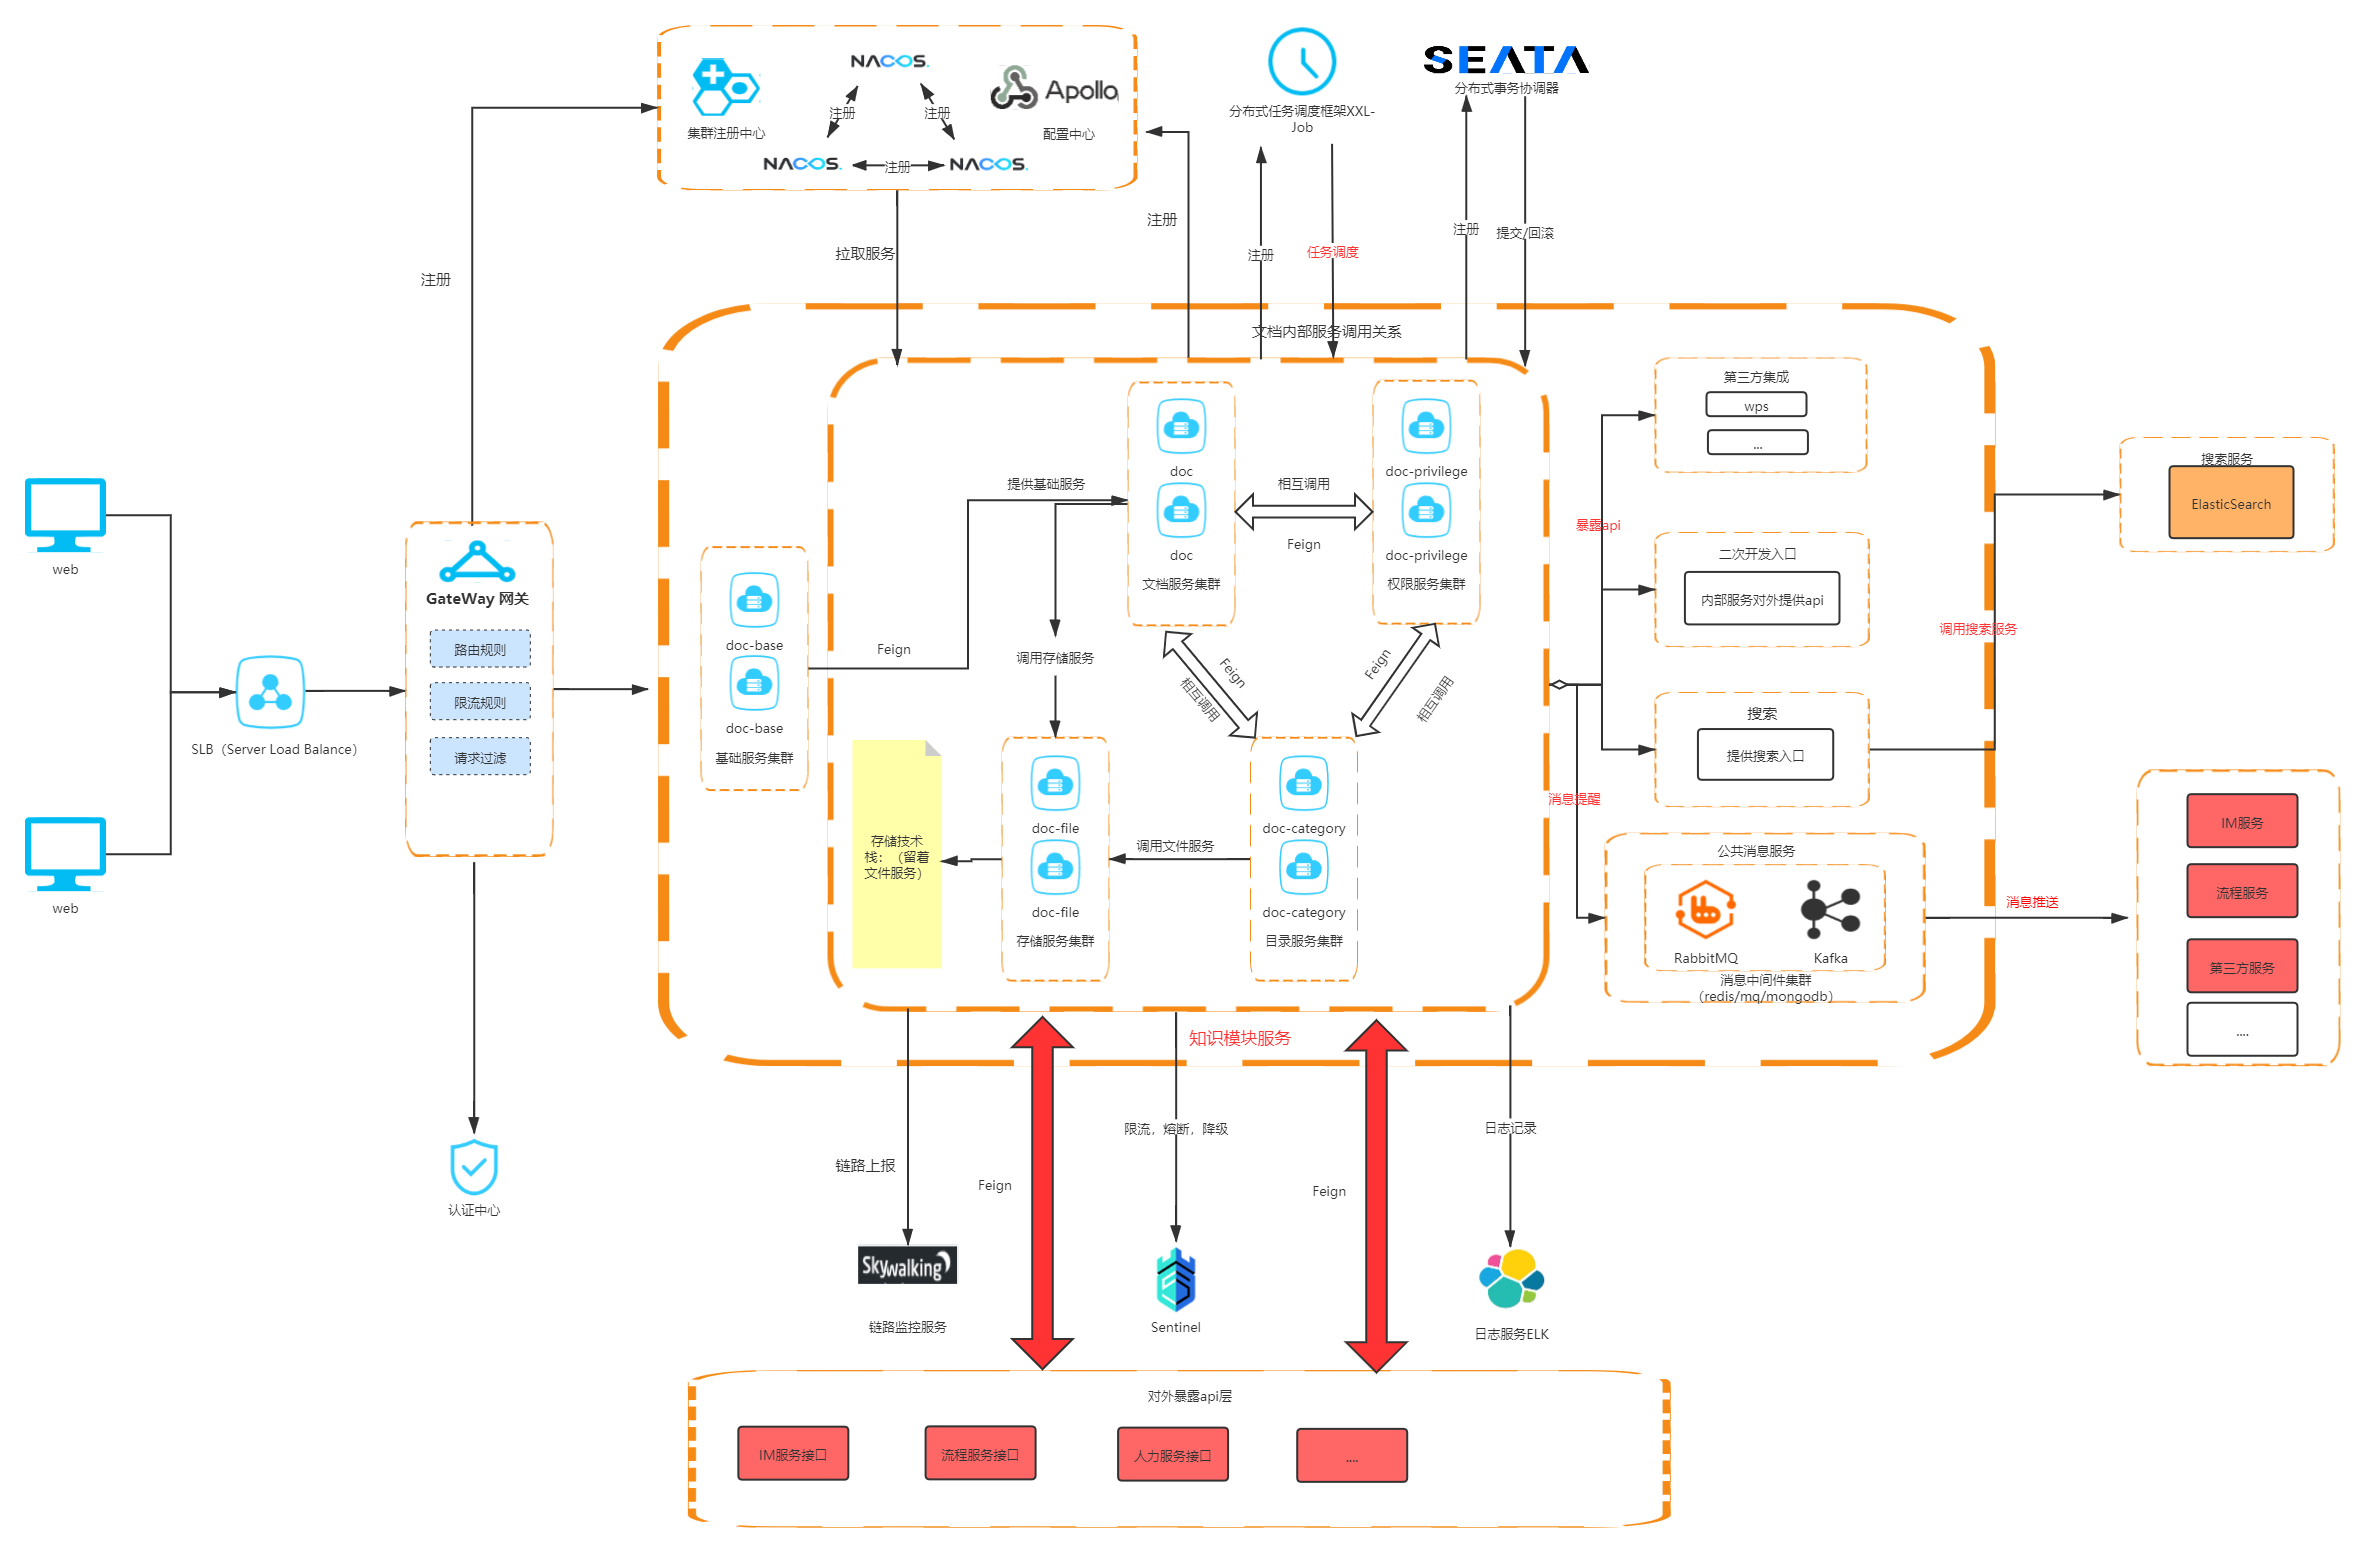 NACOS.
Apollo
注册
注册
集群注册中心
配置中心
NACOS.
注册
NACOS.
分布式任务调度框架XXL-
Job
SEATA
分布式事务协调器
注册
拉取服务
注册
注册
任务调度
注册
提交/回滚
文档内部服务调用关系
web
web
SLB（Server Load Balance）
GateWay 网关
路由规则
限流规则
请求过滤
认证中心
doc-base
doc-base
基础服务集群
Feign
提供基础服务
doc
doc
文档服务集群
相互调用
Feign
doc-privilege
doc-privilege
权限服务集群
调用存储服务
Feign
相互调用
Feign
相互调用
存储技术
栈：（留着
文件服务）
doc-file
doc-file
存储服务集群
调用文件服务
doc-category
doc-category
目录服务集群
知识模块服务
暴露api
消息提醒
第三方集成
wps
...
二次开发入口
内部服务对外提供api
搜索
提供搜索入口
公共消息服务
RabbitMQ
Kafka
消息中间件集群
（redis/mq/mongodb）
调用搜索服务
搜索服务
ElasticSearch
消息推送
IM服务
流程服务
第三方服务
....
链路上报
Feign
限流，熔断，降级
Feign
日志记录
Skywalking
链路监控服务
Sentinel
日志服务ELK
对外暴露api层
IM服务接口
流程服务接口
人力服务接口
....